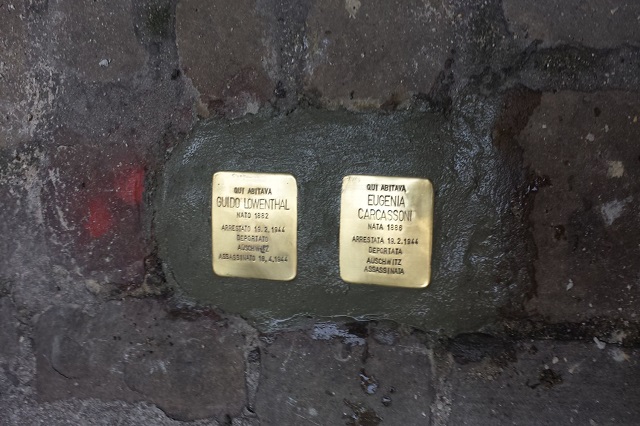 QUI ABITAVA
GUIDO LOWENTHAL
NATO 1882
ARRESTATO 19.2.1944
DEPORTATO
AUSCHWITZ
ASSASSINATO 18.4.1944
QUI ABITAVA
EUGENIA
CARCASSONI
NATA 1886
ARRESTATA 19.2.1944
DEPORTATA
AUSCHWITZ
ASSASSINATA